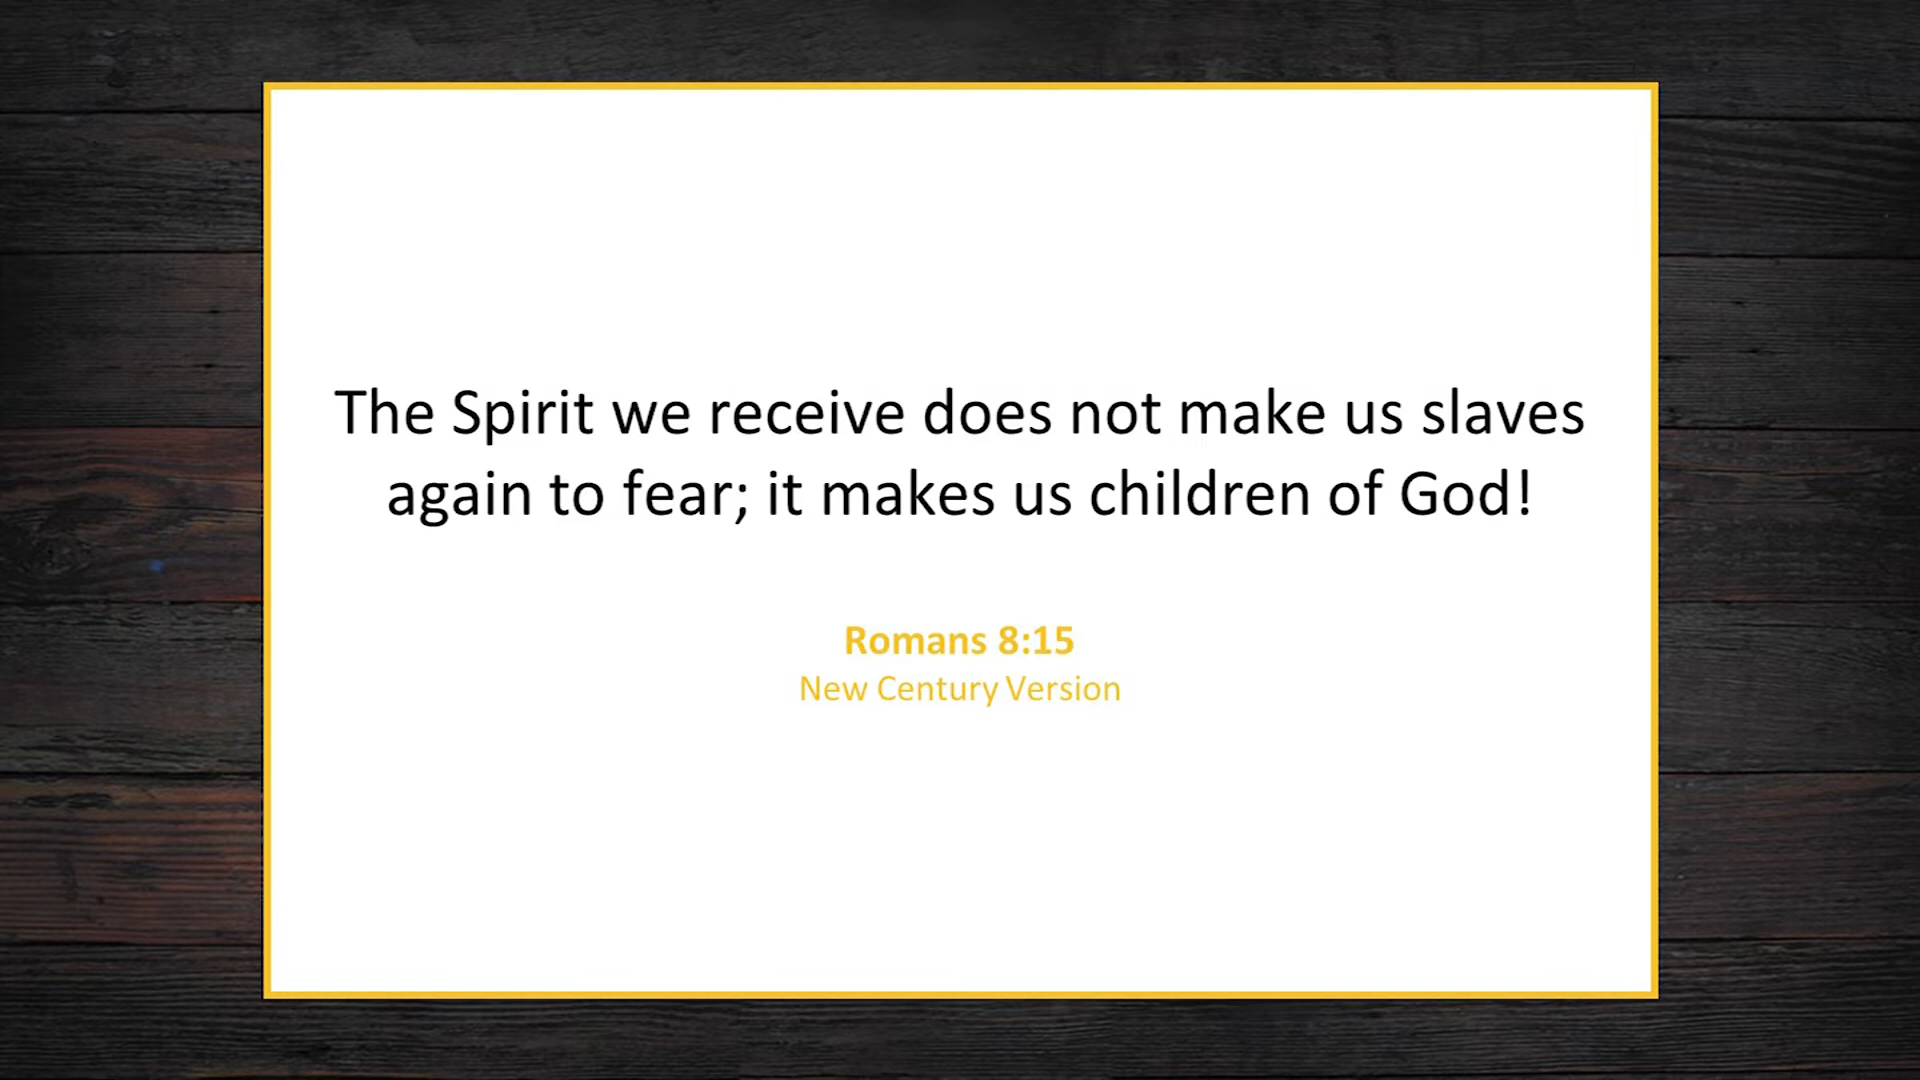 The Spirit we receive does not make us slaves
again to fear; it makes us children of God!
Romans 8:15
New Century Version